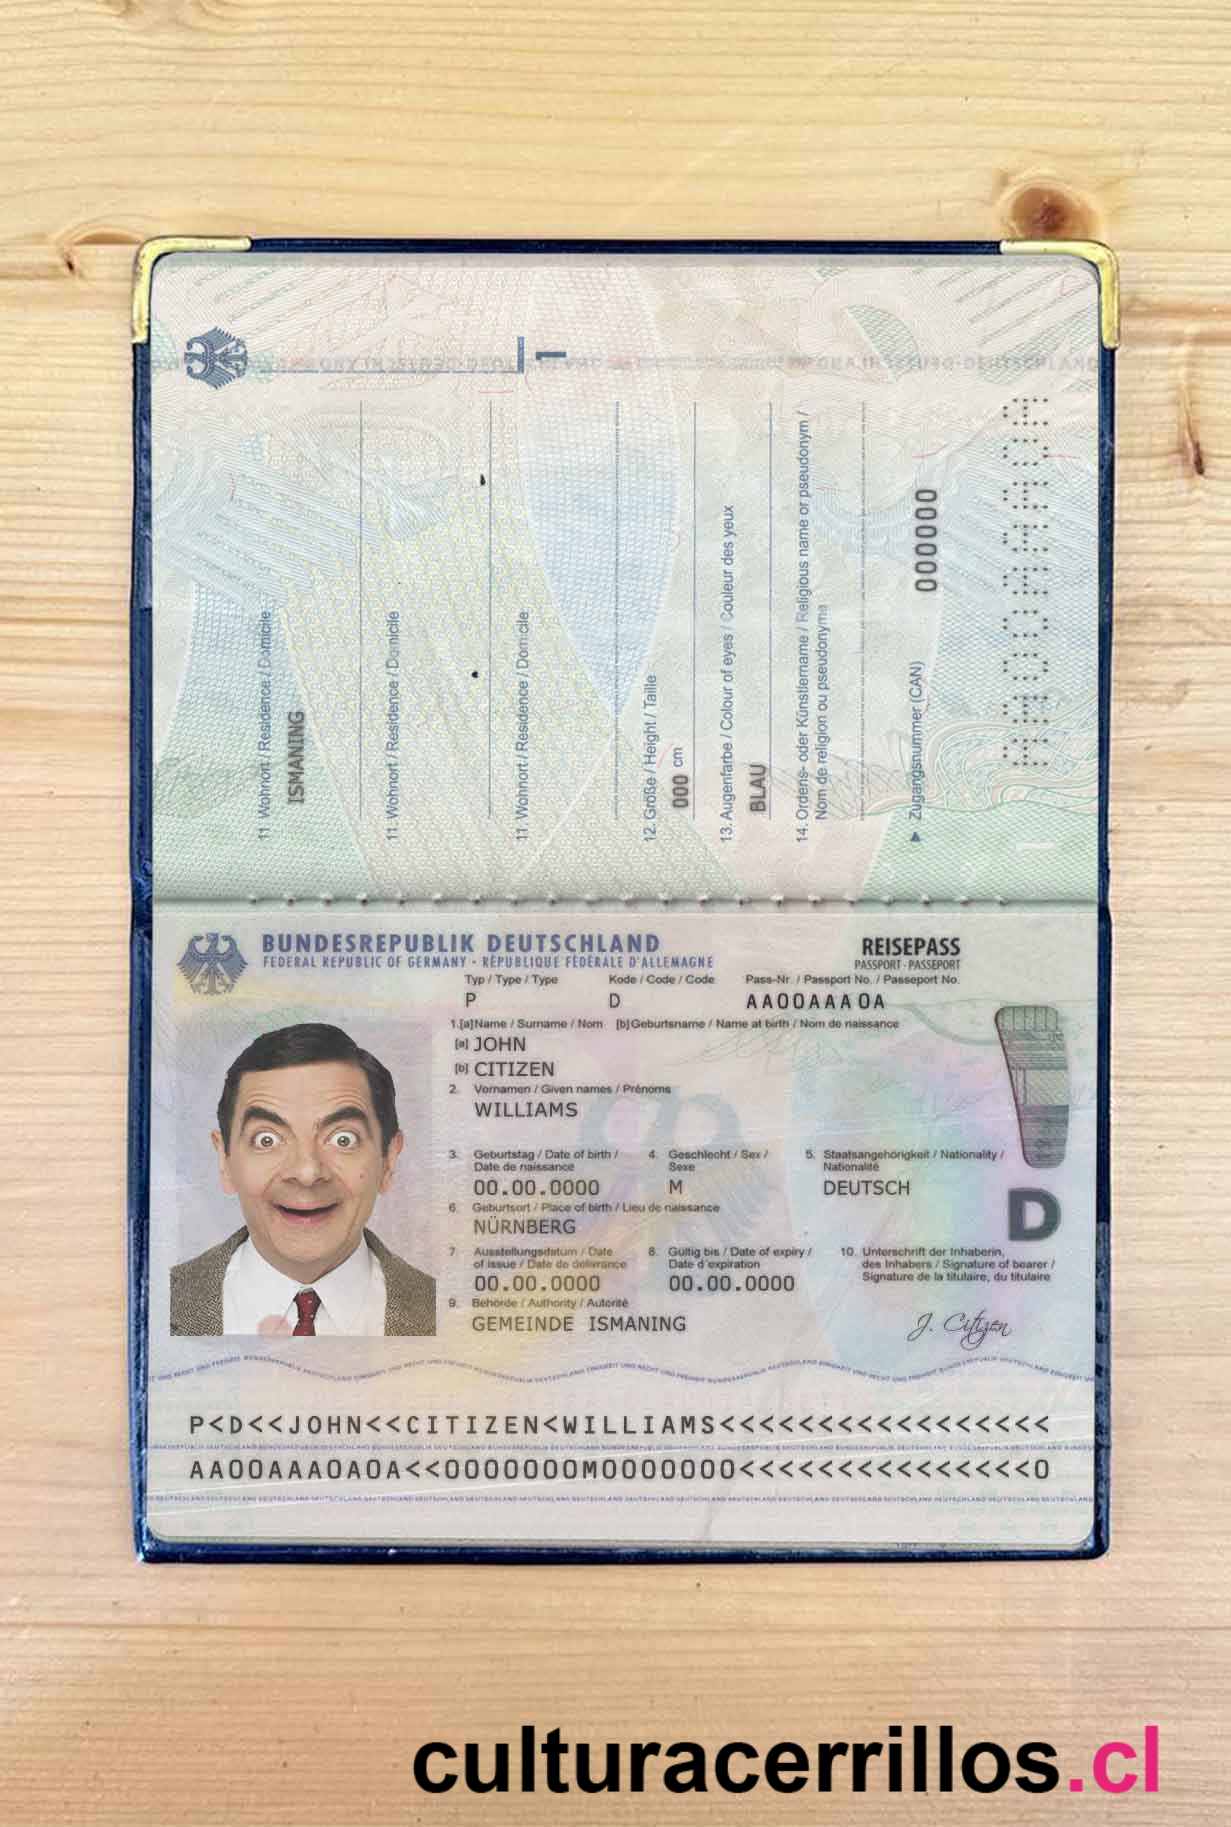 1
11 Wohnort / Residence / Domicile
ISMANING
11 Wohnort / Residence / Domicile
11 Wohnort / Residence / Domicile
12. Größe / Height / Taille
000 cm
13. Augenfarbe / Colour of eyes / Couleur des yeux
BLAU
14. Ordens- oder Künstlername / Religious name or pseudonym /
Nom de religion ou pseudonyme
▶ Zugangsnummer (CAN)
000000
BUNDESREPUBLIK DEUTSCHLAND
REISEPASS
FEDERAL REPUBLIC OF GERMANY · RÉPUBLIQUE FÉDÉRALE D'ALLEMAGNE
PASSPORT · PASSEPORT
Typ / Type / Type Kode / Code / Code Pass-Nr. / Passport No. / Passeport No.
P D AA00AAA0A
1.[a]Name / Surname / Nom [b]Geburtsname / Name at birth / Nom de naissance
[a] JOHN
[b] CITIZEN
2. Vornamen / Given names / Prénoms
WILLIAMS
3. Geburtstag / Date of birth / Date de naissance
00.00.0000
4. Geschlecht / Sex / Sexe
M
5. Staatsangehörigkeit / Nationality / Nationalité
DEUTSCH
6. Geburtsort / Place of birth / Lieu de naissance
NÜRNBERG
D
7. Ausstellungsdatum / Date
of issue / Date de délivrance
00.00.0000
8. Gültig bis / Date of expiry /
Date d'expiration
00.00.0000
10. Unterschrift der Inhaberin,
des Inhabers / Signature of bearer /
Signature de la titulaire, du titulaire
9. Behörde / Authority / Autorité
GEMEINDE ISMANING
J. Citizen
P<D<<JOHN<<CITIZEN<WILLIAMS<<<<<<<<<<<<<<<<<
AA00AAA0A0A<<0000000M0000000<<<<<<<<<<<<<<<0
culturacerrillos.cl